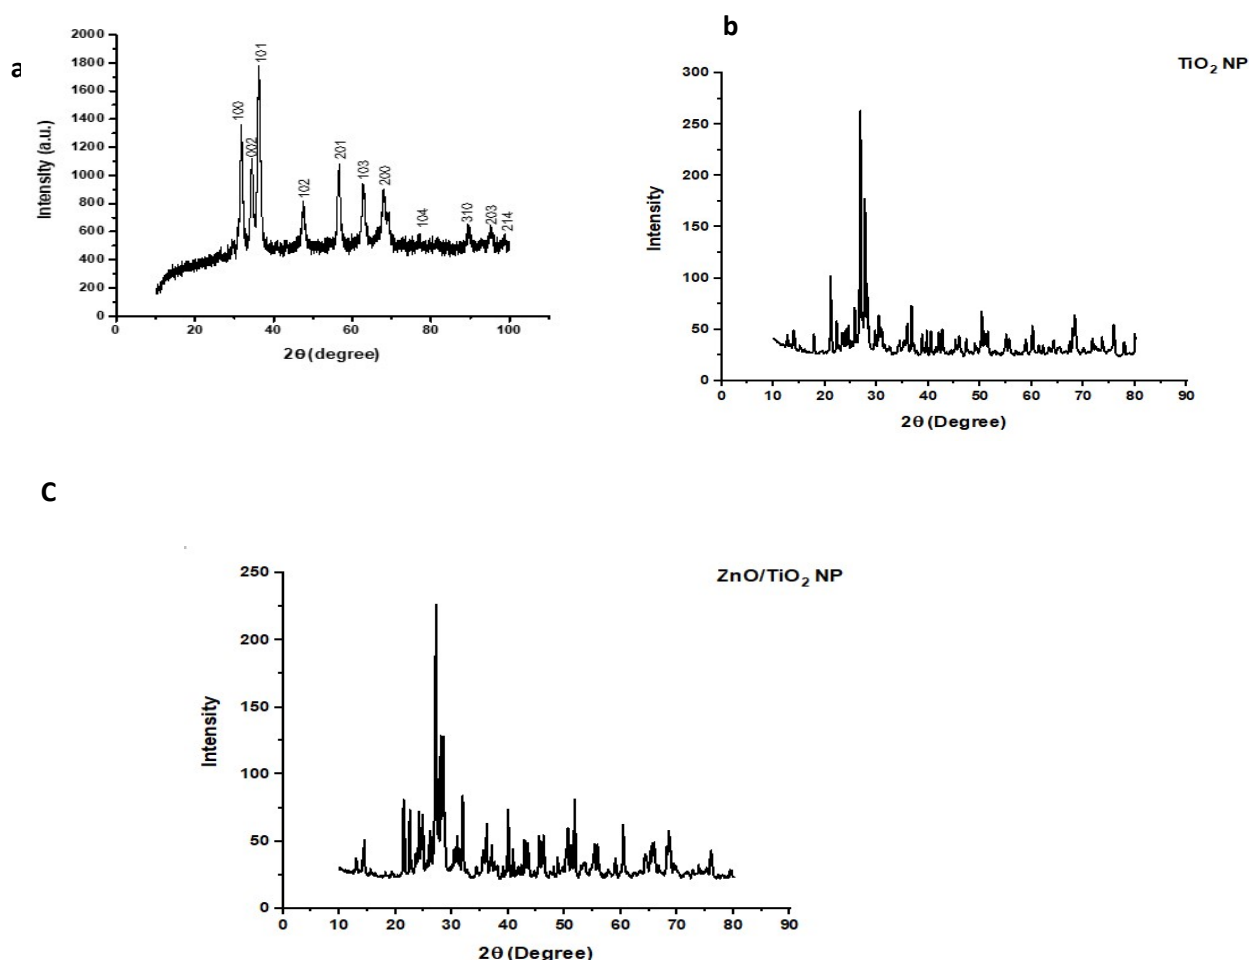 a
2000
1800
1600
1400
1200
1000
800
600
400
200
0
Intensity (a.u.)
100
002
101
102
201
103
200
104
310
203
214
0 20 40 60 80 100
2θ (degree)
b
TiO₂ NP
300
250
200
150
100
50
0
Intensity
0 10 20 30 40 50 60 70 80 90
2θ (Degree)
C
ZnO/TiO₂ NP
250
200
150
100
50
0
Intensity
0 10 20 30 40 50 60 70 80 90
2θ (Degree)